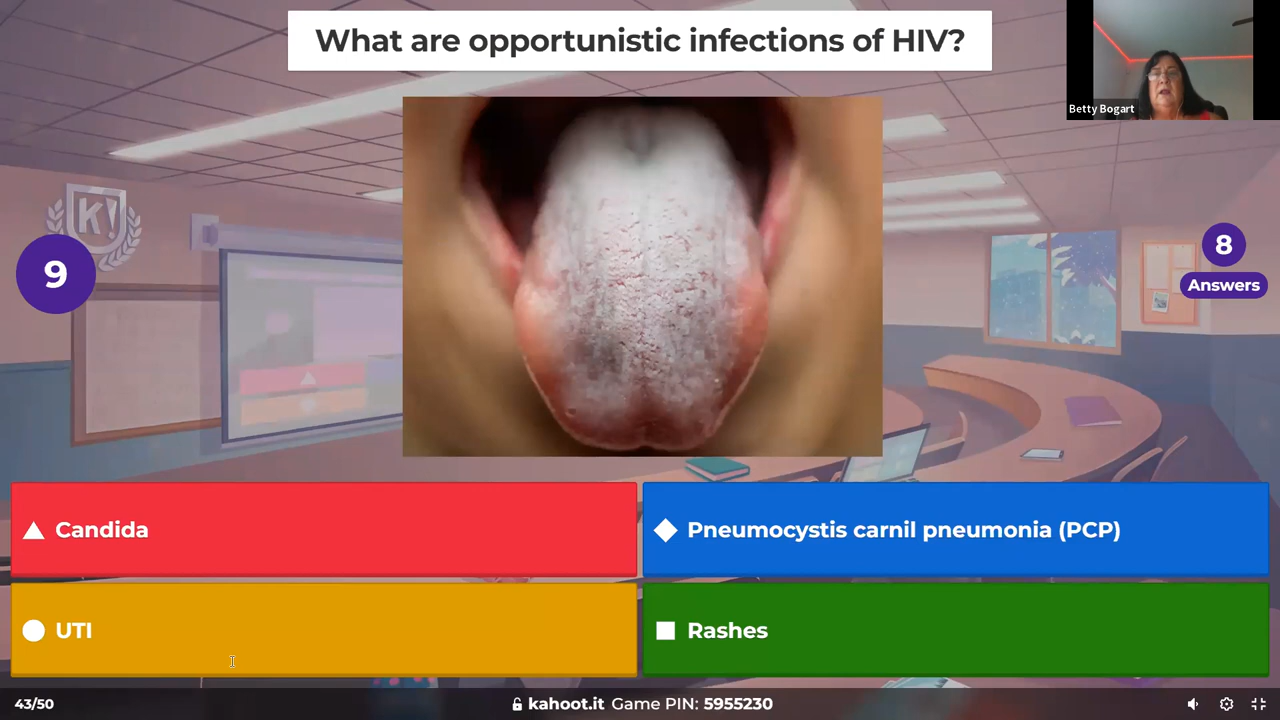 What are opportunistic infections of HIV?
Betty Bogart
K!
9
8
Answers
Candida
Pneumocystis carnil pneumonia (PCP)
UTI
Rashes
43/50
kahoot.it Game PIN: 5955230